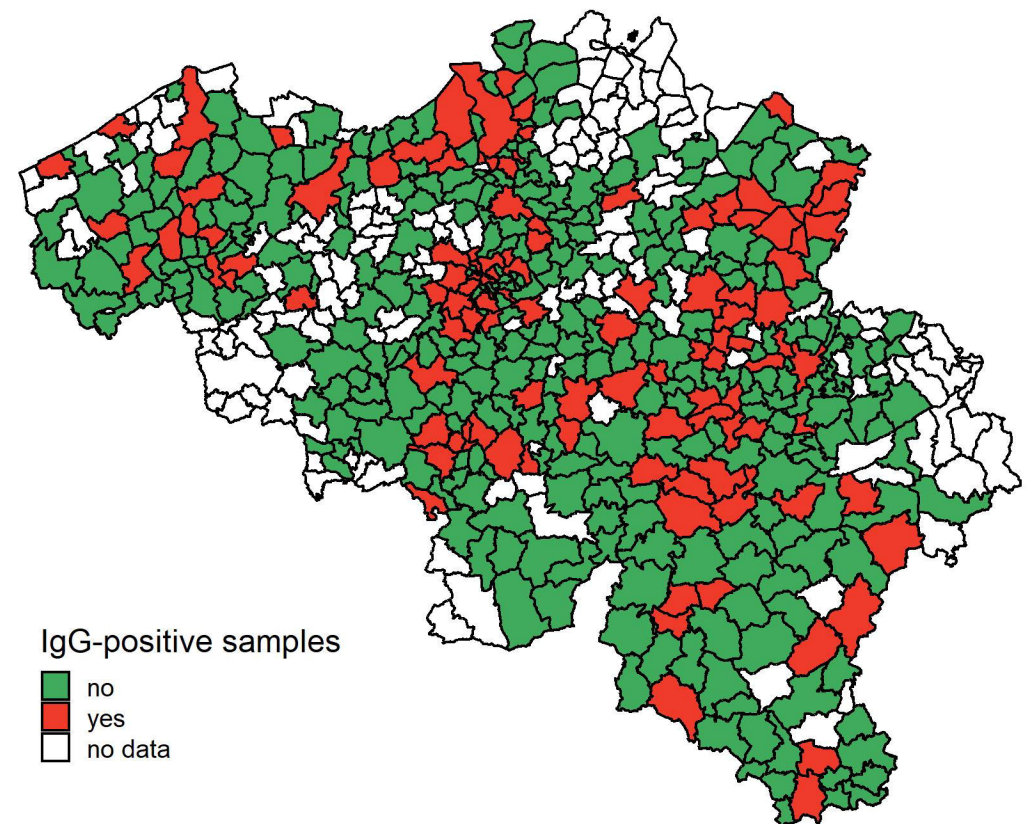 IgG-positive samples
no
yes
no data